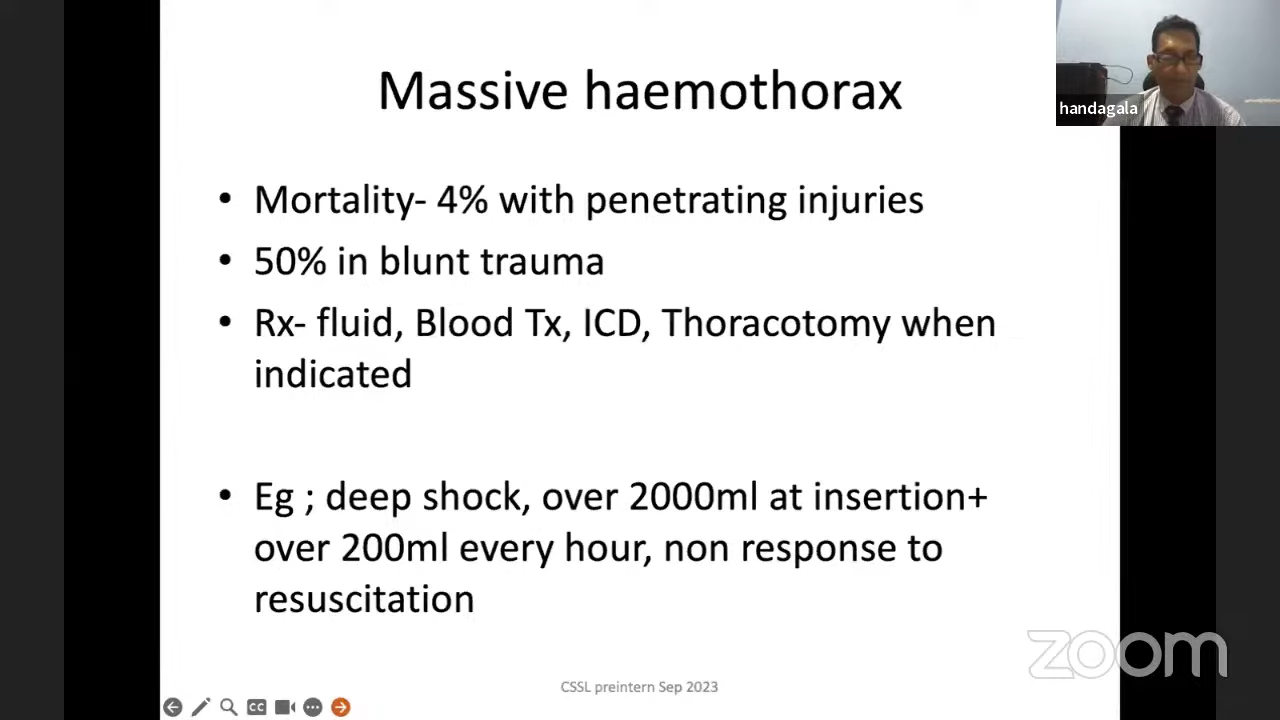 Massive haemothorax
handagala
• Mortality- 4% with penetrating injuries
• 50% in blunt trauma
• Rx- fluid, Blood Tx, ICD, Thoracotomy when
indicated
• Eg ; deep shock, over 2000ml at insertion+
over 200ml every hour, non response to
resuscitation
zoom
CSSL preintern Sep 2023
CC